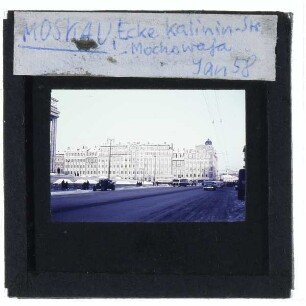 MOSKAU, Ecke Kalinin-Str.
- Mochowaja
Jan 58